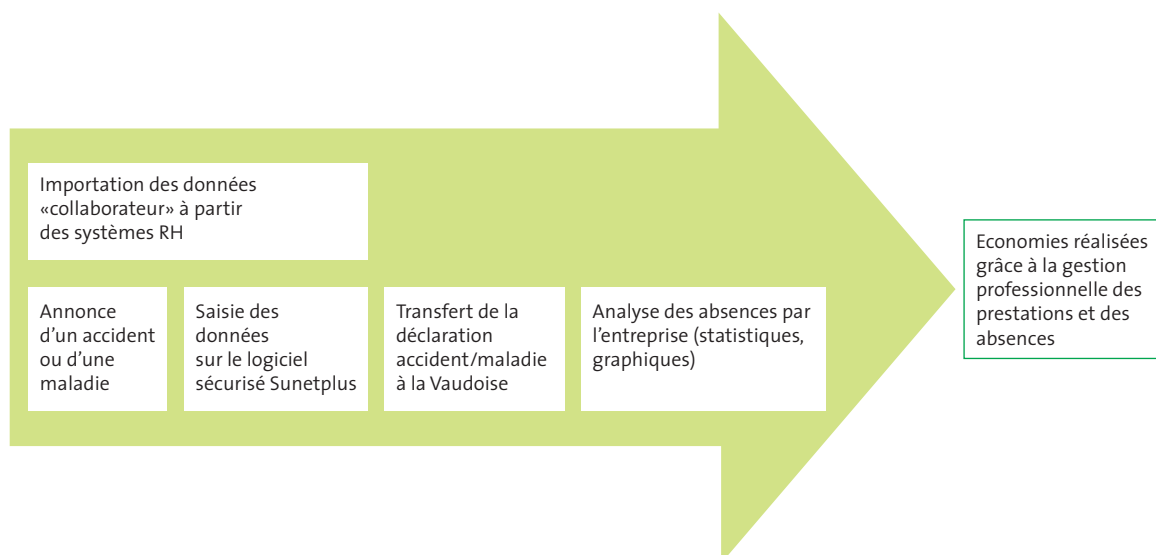 Importation des données
«collaborateur» à partir
des systèmes RH
Annonce
d’un accident
ou d’une
maladie
Saisie des
données
sur le logiciel
sécurisé Sunetplus
Transfert de la
déclaration
accident/maladie
à la Vaudoise
Analyse des absences par
l’entreprise (statistiques,
graphiques)
Economies réalisées
grâce à la gestion
professionnelle des
prestations et des
absences